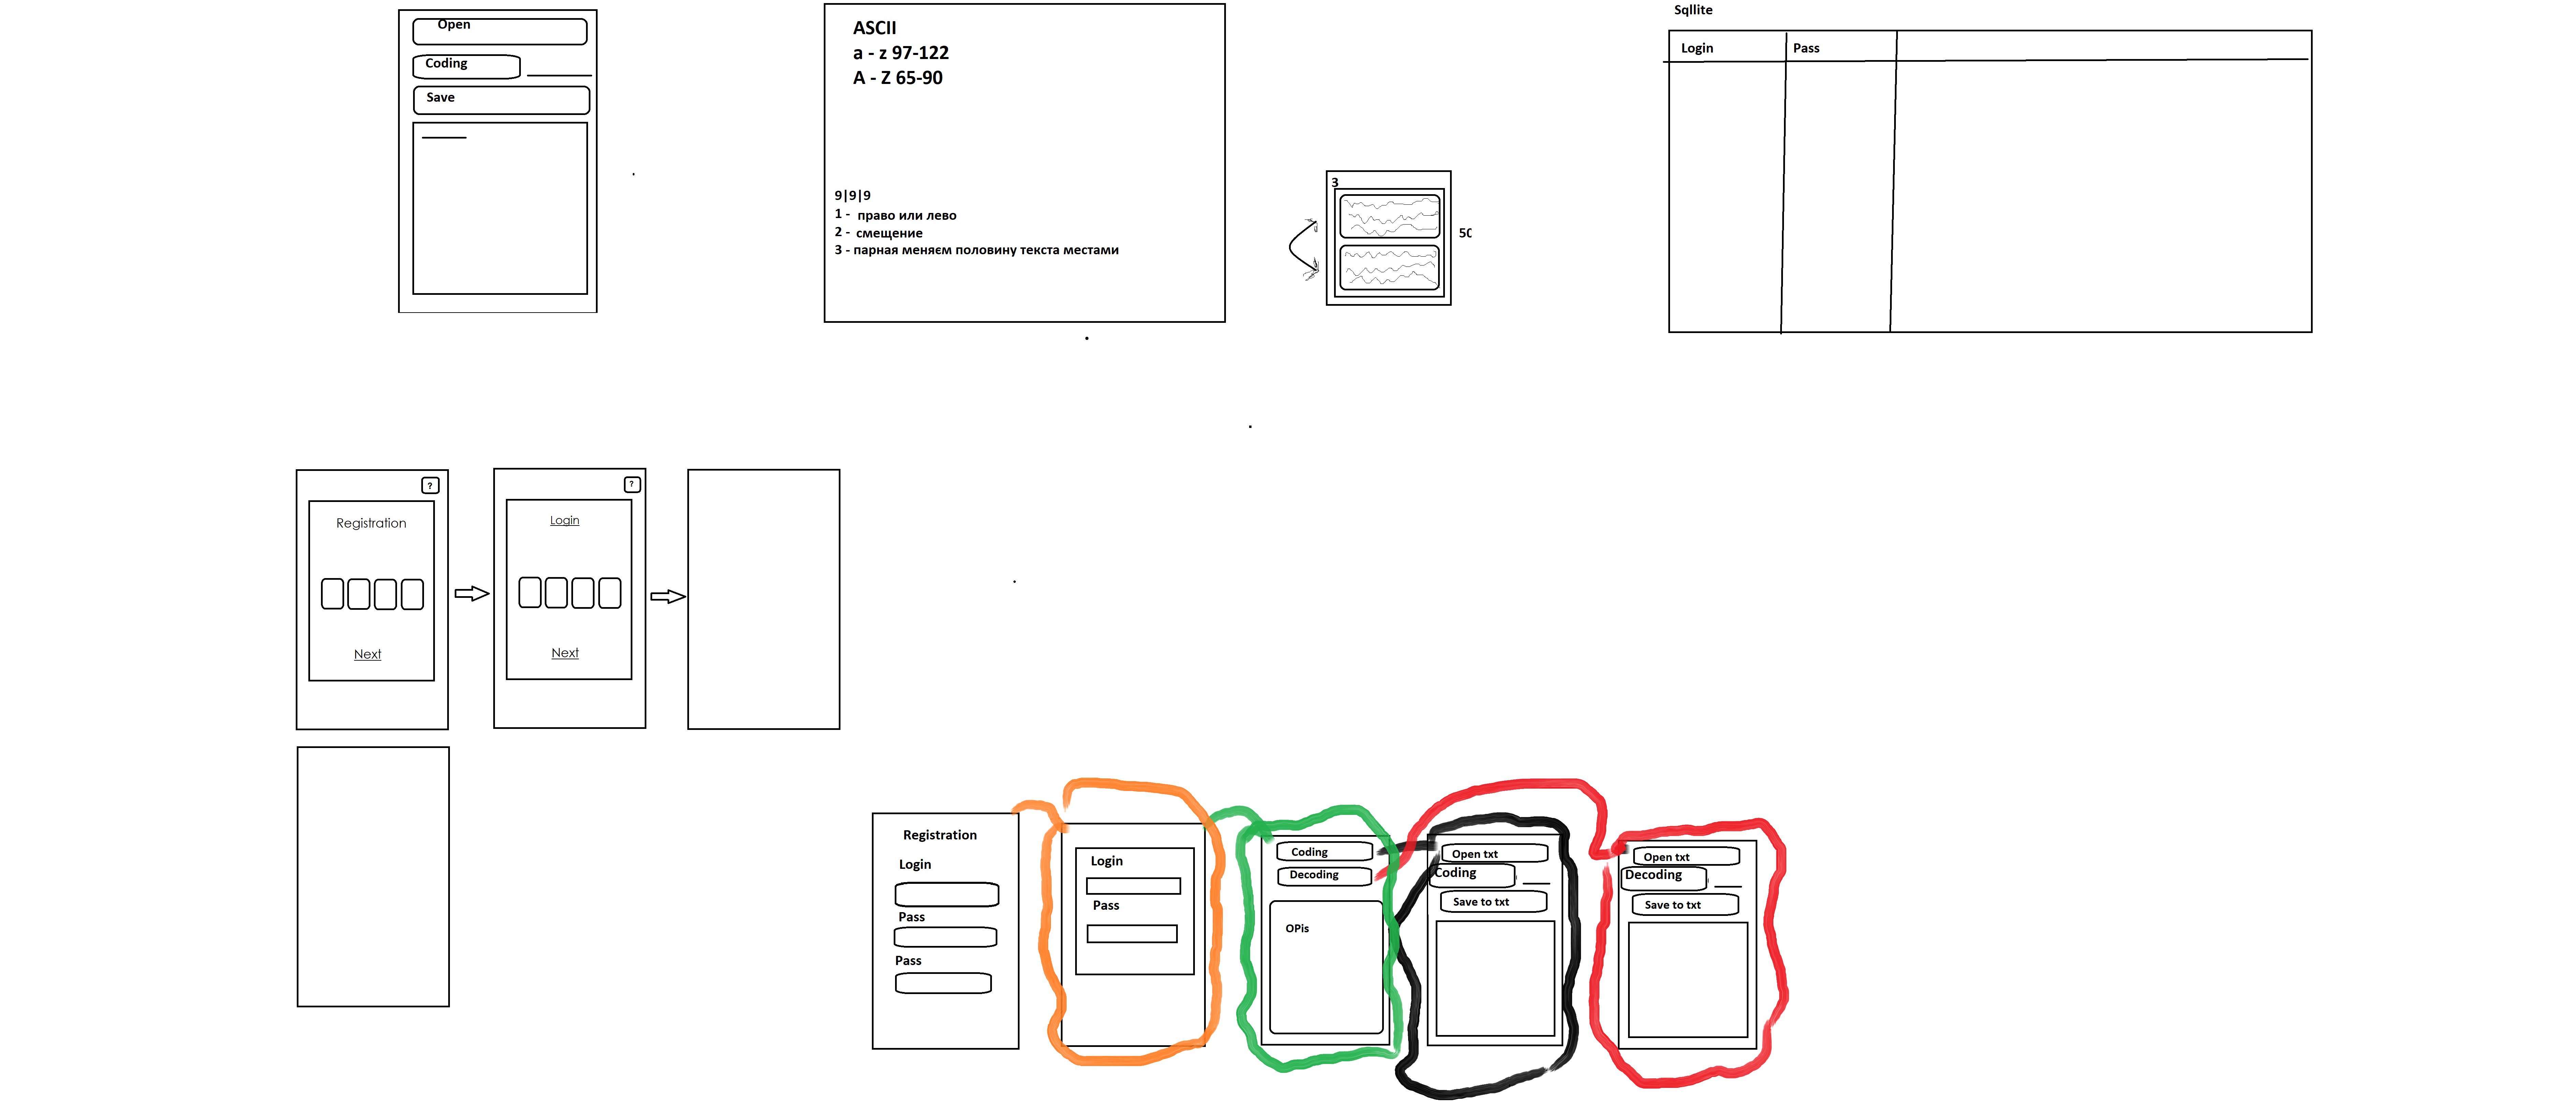 Open
Coding
Save
ASCII
a - z 97-122
A - Z 65-90
9|9|9
1 - право или лево
2 - смещение
3 - парная меняєм половину текста местами
3
50
Sqllite
Login
Pass
?
Registration
Next
?
Login
Next
Registration
Login
Pass
Pass
Login
Pass
Coding
Decoding
OPis
Open txt
Coding
Save to txt
Open txt
Decoding
Save to txt